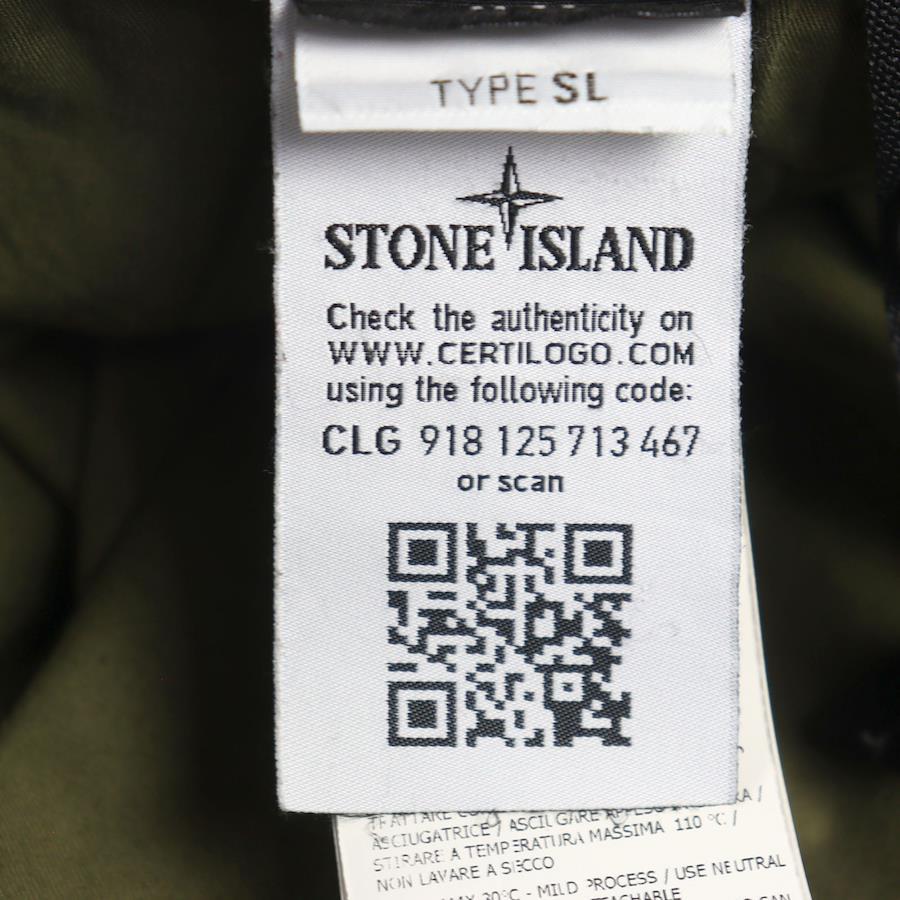 TYPE SL
STONE ISLAND
Check the authenticity on
WWW.CERTILOGO.COM
using the following code:
CLG 918 125 713 467
or scan
ASCIUGATRICE /
STIRARE A TEMPERATURA MASSIMA 110 °C /
NON LAVARE A SECCO
30°C - MILD PROCESS / USE NEUTRAL